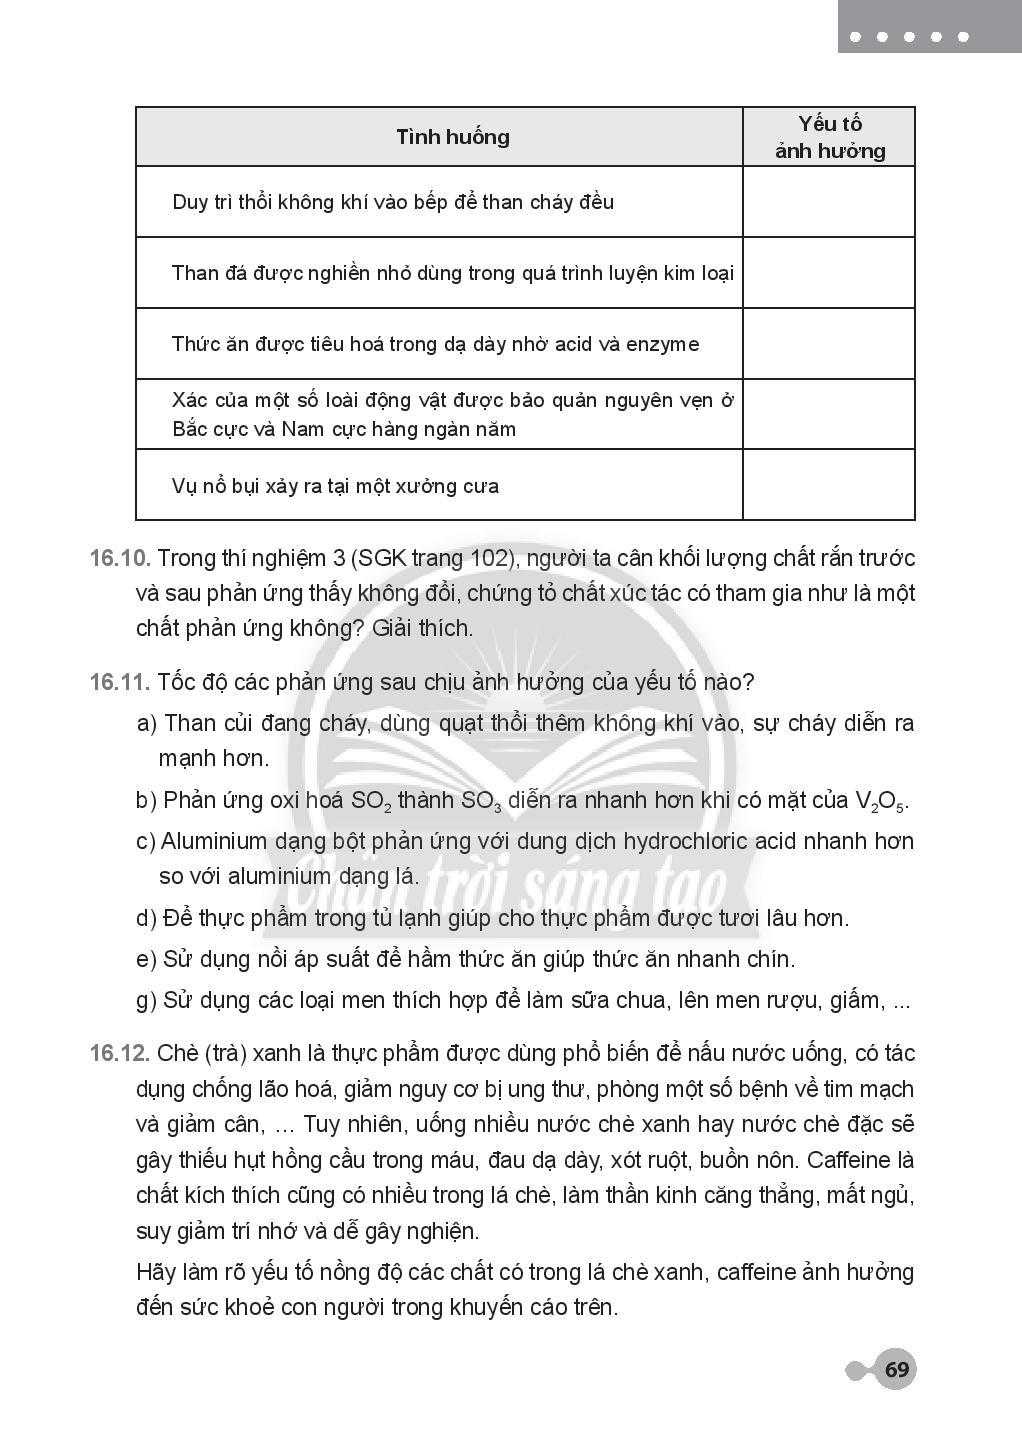 Tình huống
Yếu tố
ảnh hưởng
Duy trì thổi không khí vào bếp để than cháy đều
Than đá được nghiền nhỏ dùng trong quá trình luyện kim loại
Thức ăn được tiêu hoá trong dạ dày nhờ acid và enzyme
Xác của một số loài động vật được bảo quản nguyên vẹn ở
Bắc cực và Nam cực hàng ngàn năm
Vụ nổ bụi xảy ra tại một xưởng cưa
16.10. Trong thí nghiệm 3 (SGK trang 102), người ta cân khối lượng chất rắn trước
và sau phản ứng thấy không đổi, chứng tỏ chất xúc tác có tham gia như là một
chất phản ứng không? Giải thích.
16.11. Tốc độ các phản ứng sau chịu ảnh hưởng của yếu tố nào?
a) Than củi đang cháy, dùng quạt thổi thêm không khí vào, sự cháy diễn ra
mạnh hơn.
b) Phản ứng oxi hoá SO₂ thành SO₃ diễn ra nhanh hơn khi có mặt của V₂O₅.
c) Aluminium dạng bột phản ứng với dung dịch hydrochloric acid nhanh hơn
so với aluminium dạng lá.
Chân trời sáng tạo
d) Để thực phẩm trong tủ lạnh giúp cho thực phẩm được tươi lâu hơn.
e) Sử dụng nồi áp suất để hầm thức ăn giúp thức ăn nhanh chín.
g) Sử dụng các loại men thích hợp để làm sữa chua, lên men rượu, giấm, ...
16.12. Chè (trà) xanh là thực phẩm được dùng phổ biến để nấu nước uống, có tác
dụng chống lão hoá, giảm nguy cơ bị ung thư, phòng một số bệnh về tim mạch
và giảm cân, … Tuy nhiên, uống nhiều nước chè xanh hay nước chè đặc sẽ
gây thiếu hụt hồng cầu trong máu, đau dạ dày, xót ruột, buồn nôn. Caffeine là
chất kích thích cũng có nhiều trong lá chè, làm thần kinh căng thẳng, mất ngủ,
suy giảm trí nhớ và dễ gây nghiện.
Hãy làm rõ yếu tố nồng độ các chất có trong lá chè xanh, caffeine ảnh hưởng
đến sức khoẻ con người trong khuyến cáo trên.
69